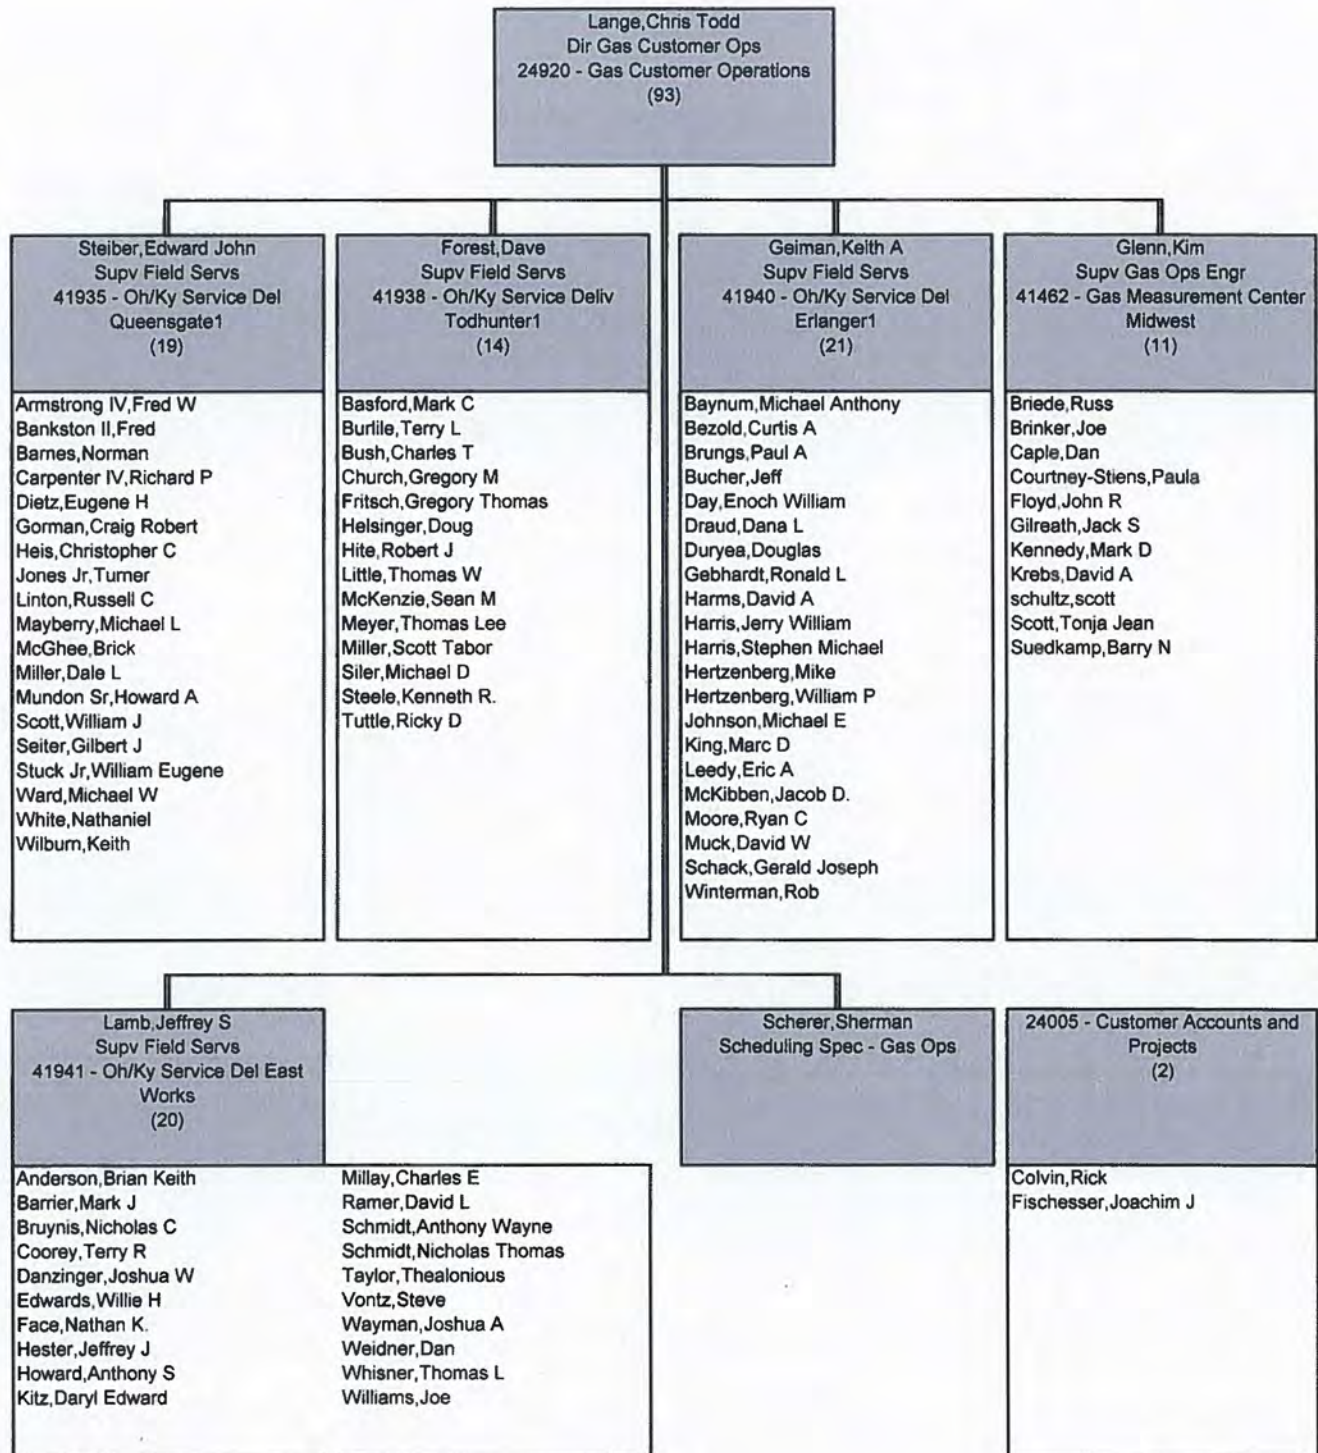 Lange,Chris Todd
Dir Gas Customer Ops
24920 - Gas Customer Operations
(93)
Steiber,Edward John
Supv Field Servs
41935 - Oh/Ky Service Del
Queensgate1
(19)
Armstrong IV,Fred W
Bankston II,Fred
Barnes,Norman
Carpenter IV,Richard P
Dietz,Eugene H
Gorman,Craig Robert
Heis,Christopher C
Jones Jr,Turner
Linton,Russell C
Mayberry,Michael L
McGhee,Brick
Miller,Dale L
Mundon Sr,Howard A
Scott,William J
Seiter,Gilbert J
Stuck Jr,William Eugene
Ward,Michael W
White,Nathaniel
Wilburn,Keith
Forest,Dave
Supv Field Servs
41938 - Oh/Ky Service Deliv
Todhunter1
(14)
Basford,Mark C
Burlile,Terry L
Bush,Charles T
Church,Gregory M
Fritsch,Gregory Thomas
Helsinger,Doug
Hite,Robert J
Little,Thomas W
McKenzie,Sean M
Meyer,Thomas Lee
Miller,Scott Tabor
Siler,Michael D
Steele,Kenneth R.
Tuttle,Ricky D
Geiman,Keith A
Supv Field Servs
41940 - Oh/Ky Service Del
Erlanger1
(21)
Baynum,Michael Anthony
Bezold,Curtis A
Brungs,Paul A
Bucher,Jeff
Day,Enoch William
Draud,Dana L
Duryea,Douglas
Gebhardt,Ronald L
Harms,David A
Harris,Jerry William
Harris,Stephen Michael
Hertzenberg,Mike
Hertzenberg,William P
Johnson,Michael E
King,Marc D
Leedy,Eric A
McKibben,Jacob D.
Moore,Ryan C
Muck,David W
Schack,Gerald Joseph
Winterman,Rob
Glenn,Kim
Supv Gas Ops Engr
41462 - Gas Measurement Center
Midwest
(11)
Briede,Russ
Brinker,Joe
Caple,Dan
Courtney-Stiens,Paula
Floyd,John R
Gilreath,Jack S
Kennedy,Mark D
Krebs,David A
schultz,scott
Scott,Tonja Jean
Suedkamp,Barry N
Lamb,Jeffrey S
Supv Field Servs
41941 - Oh/Ky Service Del East
Works
(20)
Anderson,Brian Keith
Barrier,Mark J
Bruynis,Nicholas C
Coorey,Terry R
Danzinger,Joshua W
Edwards,Willie H
Face,Nathan K.
Hester,Jeffrey J
Howard,Anthony S
Kitz,Daryl Edward
Millay,Charles E
Ramer,David L
Schmidt,Anthony Wayne
Schmidt,Nicholas Thomas
Taylor,Thealonious
Vontz,Steve
Wayman,Joshua A
Weidner,Dan
Whisner,Thomas L
Williams,Joe
Scherer,Sherman
Scheduling Spec - Gas Ops
24005 - Customer Accounts and
Projects
(2)
Colvin,Rick
Fischesser,Joachim J